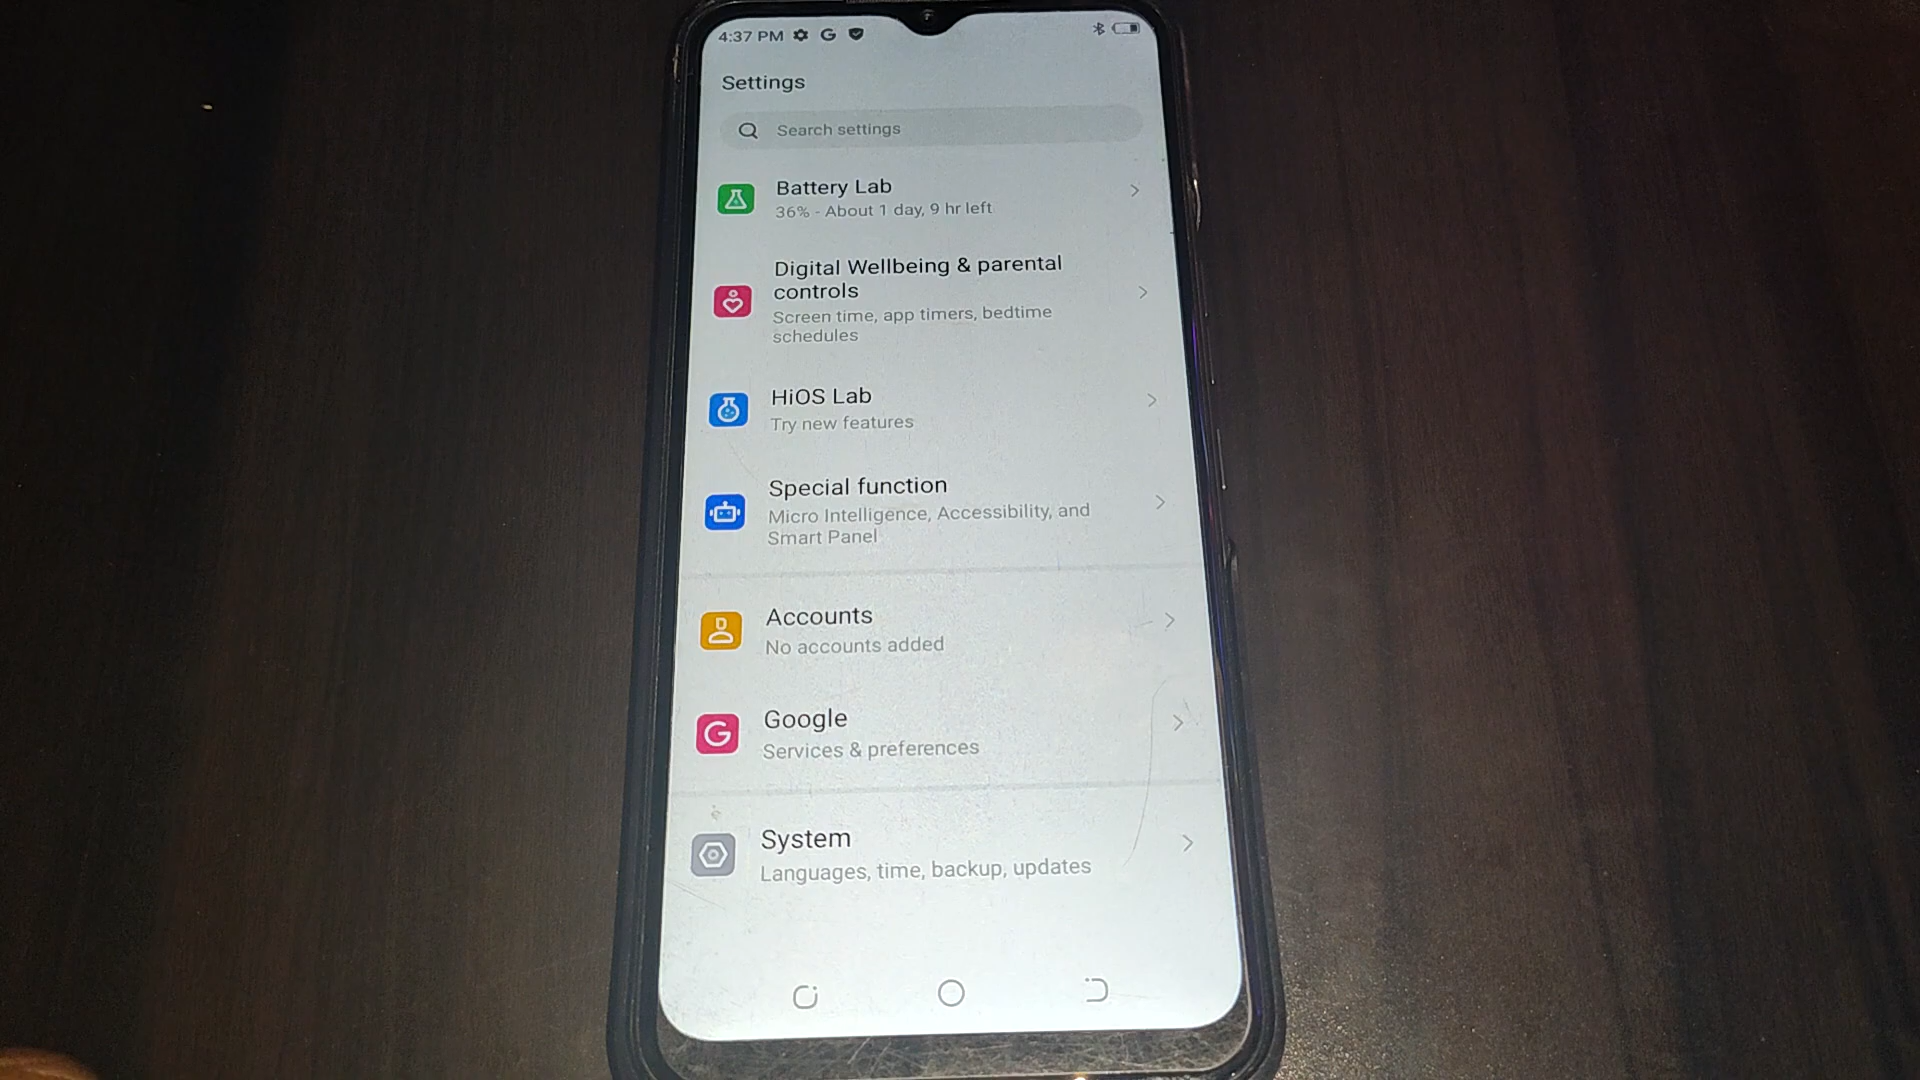 4:37 PM
Settings
Search settings
Battery Lab
36% - About 1 day, 9 hr left
Digital Wellbeing & parental
controls
Screen time, app timers, bedtime
schedules
HiOS Lab
Try new features
Special function
Micro Intelligence, Accessibility, and
Smart Panel
Accounts
No accounts added
Google
Services & preferences
System
Languages, time, backup, updates